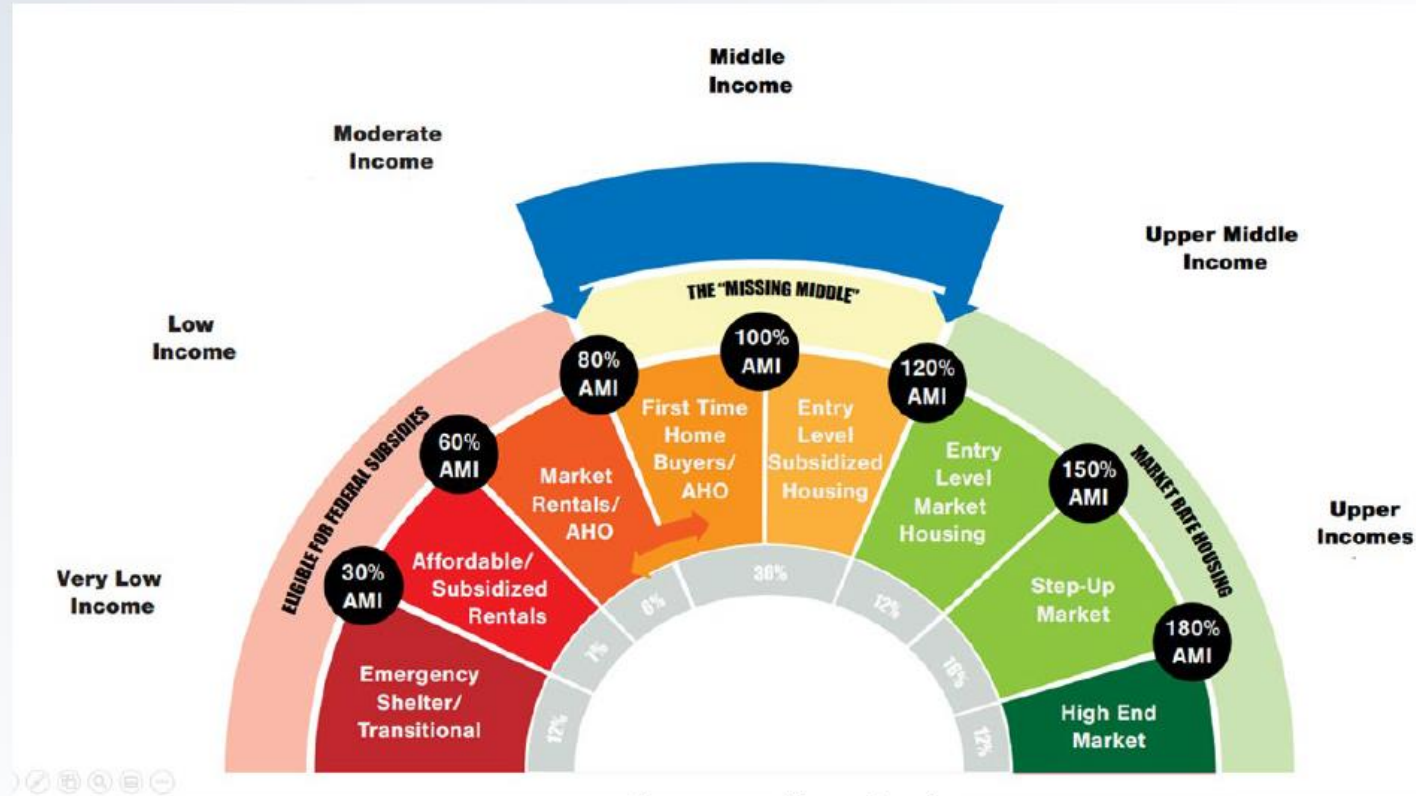 Middle
Income
Moderate
Income
Upper Middle
Income
Low
Income
Upper
Incomes
Very Low
Income
ELIGIBLE FOR FEDERAL SUBSIDIES
THE "MISSING MIDDLE"
MARKET RATE HOUSING
30%
AMI
60%
AMI
80%
AMI
100%
AMI
120%
AMI
150%
AMI
180%
AMI
Emergency
Shelter/
Transitional
Affordable/
Subsidized
Rentals
Market
Rentals/
AHO
First Time
Home
Buyers/
AHO
Entry
Level
Subsidized
Housing
Entry
Level
Market
Housing
Step-Up
Market
High End
Market
12%
7%
6%
36%
12%
16%
12%